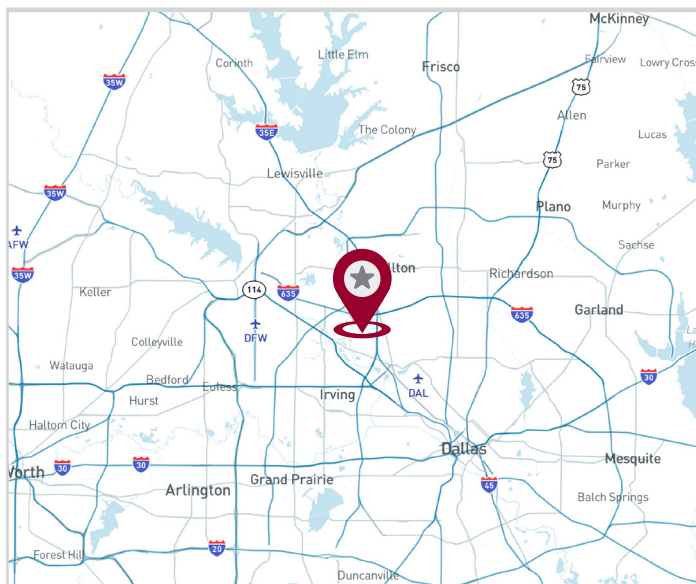 McKinney
Little Elm
Corinth
Frisco
Fairview
Lowry Cross
35W
75
Allen
35E
The Colony
Lucas
75
Parker
Lewisville
35W
Plano
Murphy
AFW
Sachse
35W
llton
Richardson
Keller
114
635
Garland
635
DFW
Colleyville
La
H
Watauga
Bedford
Euless
DAL
30
Hurst
Irving
Haltom City
Dallas
Worth
30
30
Mesquite
Arlington
Grand Prairie
45
Balch Springs
Forest Hill
20
Duncanville